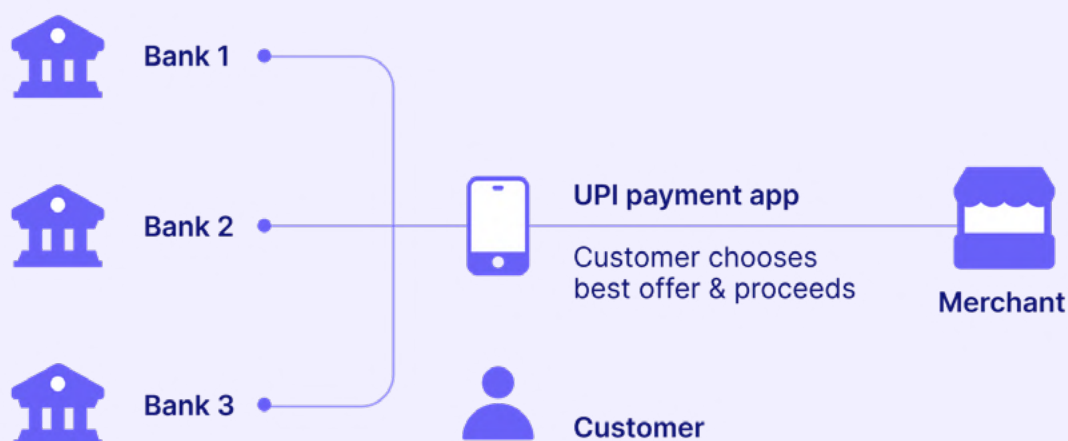 Bank 1
Bank 2
Bank 3
UPI payment app
Customer chooses
best offer & proceeds
Merchant
Customer